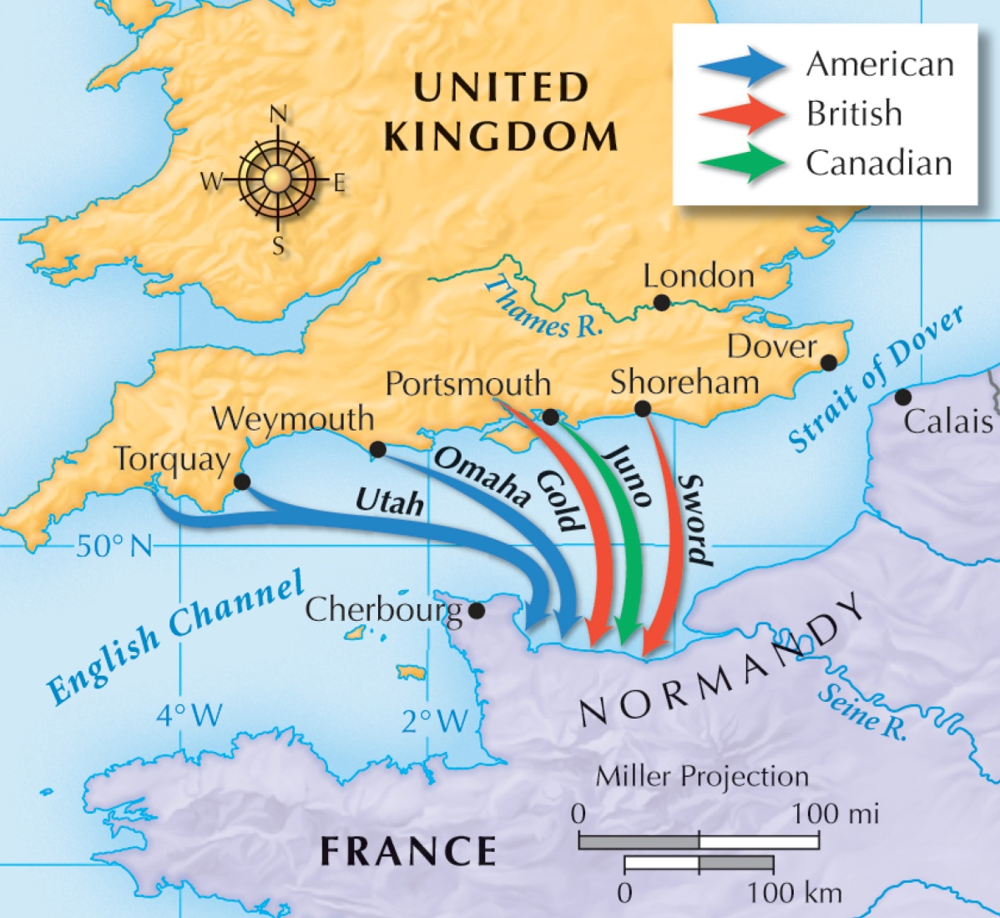 American
British
Canadian
UNITED
KINGDOM
N
W
E
S
London
Thames R.
Dover
Strait of Dover
Portsmouth
Shoreham
Calais
Weymouth
Torquay
Omaha
Gold
Juno
Sword
Utah
50° N
English Channel
Cherbourg
NORMANDY
4° W
2° W
Seine R.
Miller Projection
0
100 mi
FRANCE
0
100 km